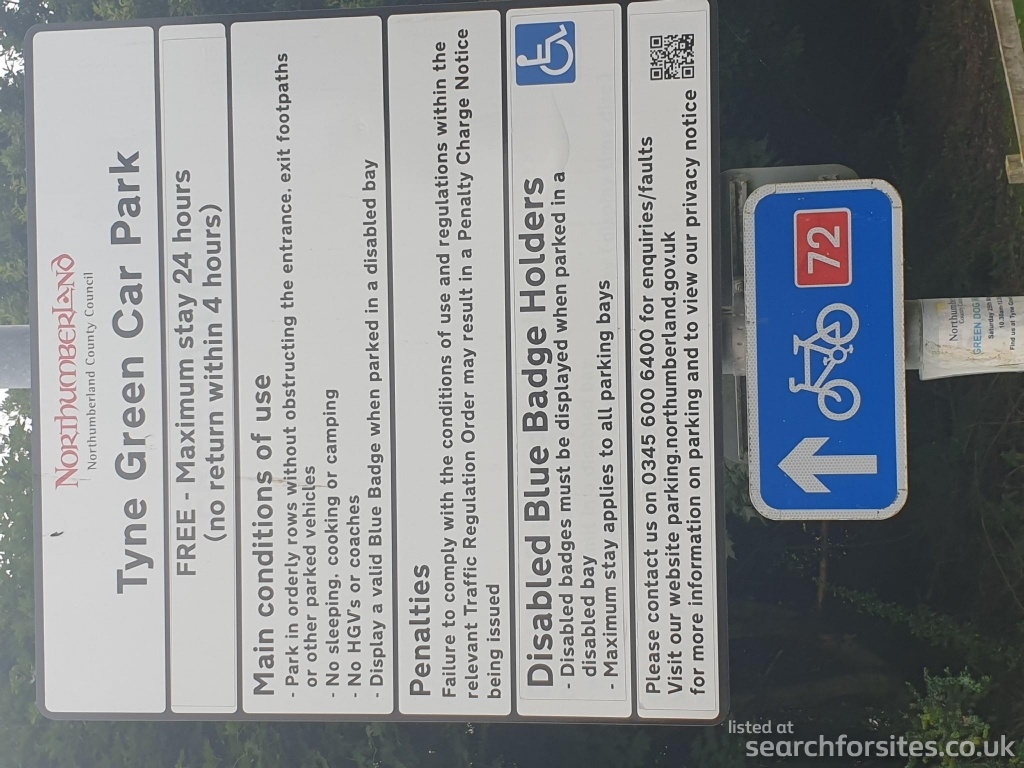 NORTHUMBERLAND
Northumberland County Council
Tyne Green Car Park
FREE - Maximum stay 24 hours
(no return within 4 hours)
Main conditions of use
- Park in orderly rows without obstructing the entrance. exit footpaths
or other parked vehicles
- No sleeping, cooking or camping
- No HGV's or coaches
- Display a valid Blue Badge when parked in a disabled bay
Penalties
Failure to comply with the conditions of use and regulations within the
relevant Traffic Regulation Order may result in a Penalty Charge Notice
being issued
Disabled Blue Badge Holders
- Disabled badges must be displayed when parked in a
disabled bay
- Maximum stay applies to all parking bays
Please contact us on 0345 600 6400 for enquiries/faults
Visit our website parking.northumberland.gov.uk
for more information on parking and to view our privacy notice
72
GREEN DOG
Saturday
Find us at Tyne
listed at
searchforsites.co.uk